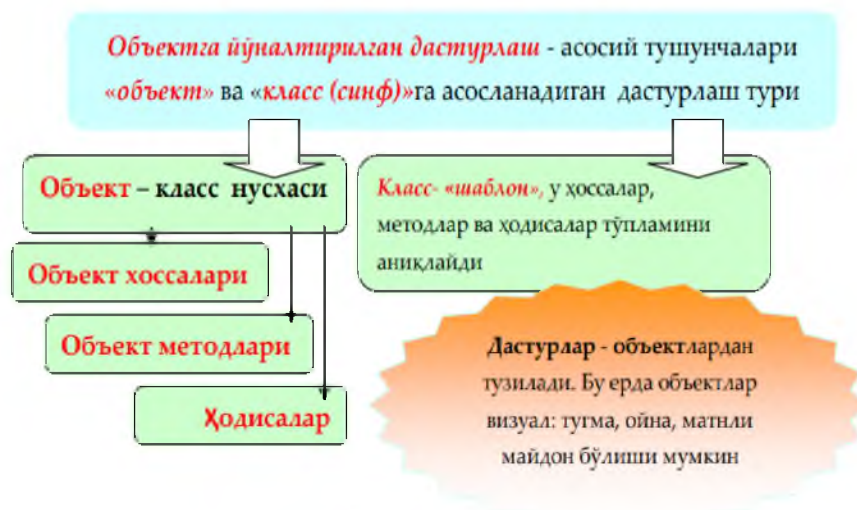 Объектга йўналтирилган дастурлаш - асосий тушунчалари
«объект» ва «класс (синф)»га асосланадиган дастурлаш тури
Объект – класс нусхаси
Объект хоссалари
Объект методлари
Ҳодисалар
Класс- «шаблон», у ҳоссалар,
методлар ва ҳодисалар тўпламини
аниқлайди
Дастурлар - объектлардан
тузилади. Бу ерда объектлар
визуал: тугма, ойна, матнли
майдон бўлиши мумкин